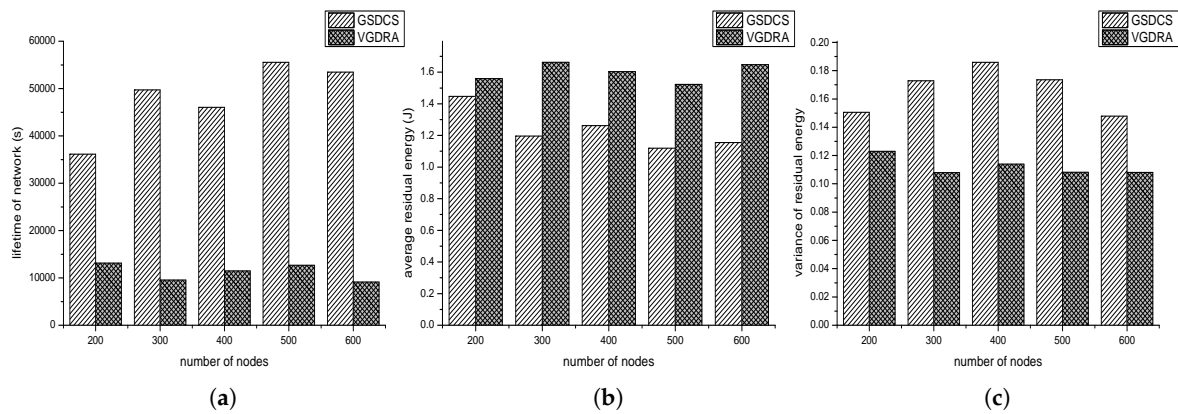 GSDCS
VGDRA
60000
50000
40000
30000
20000
10000
0
lifetime of network (s)
200 300 400 500 600
number of nodes
(a)
GSDCS
VGDRA
1.6
1.4
1.2
1.0
0.8
0.6
0.4
0.2
0.0
average residual energy (J)
200 300 400 500 600
number of nodes
(b)
GSDCS
VGDRA
0.20
0.18
0.16
0.14
0.12
0.10
0.08
0.06
0.04
0.02
0.00
variance of residual energy
200 300 400 500 600
number of nodes
(c)